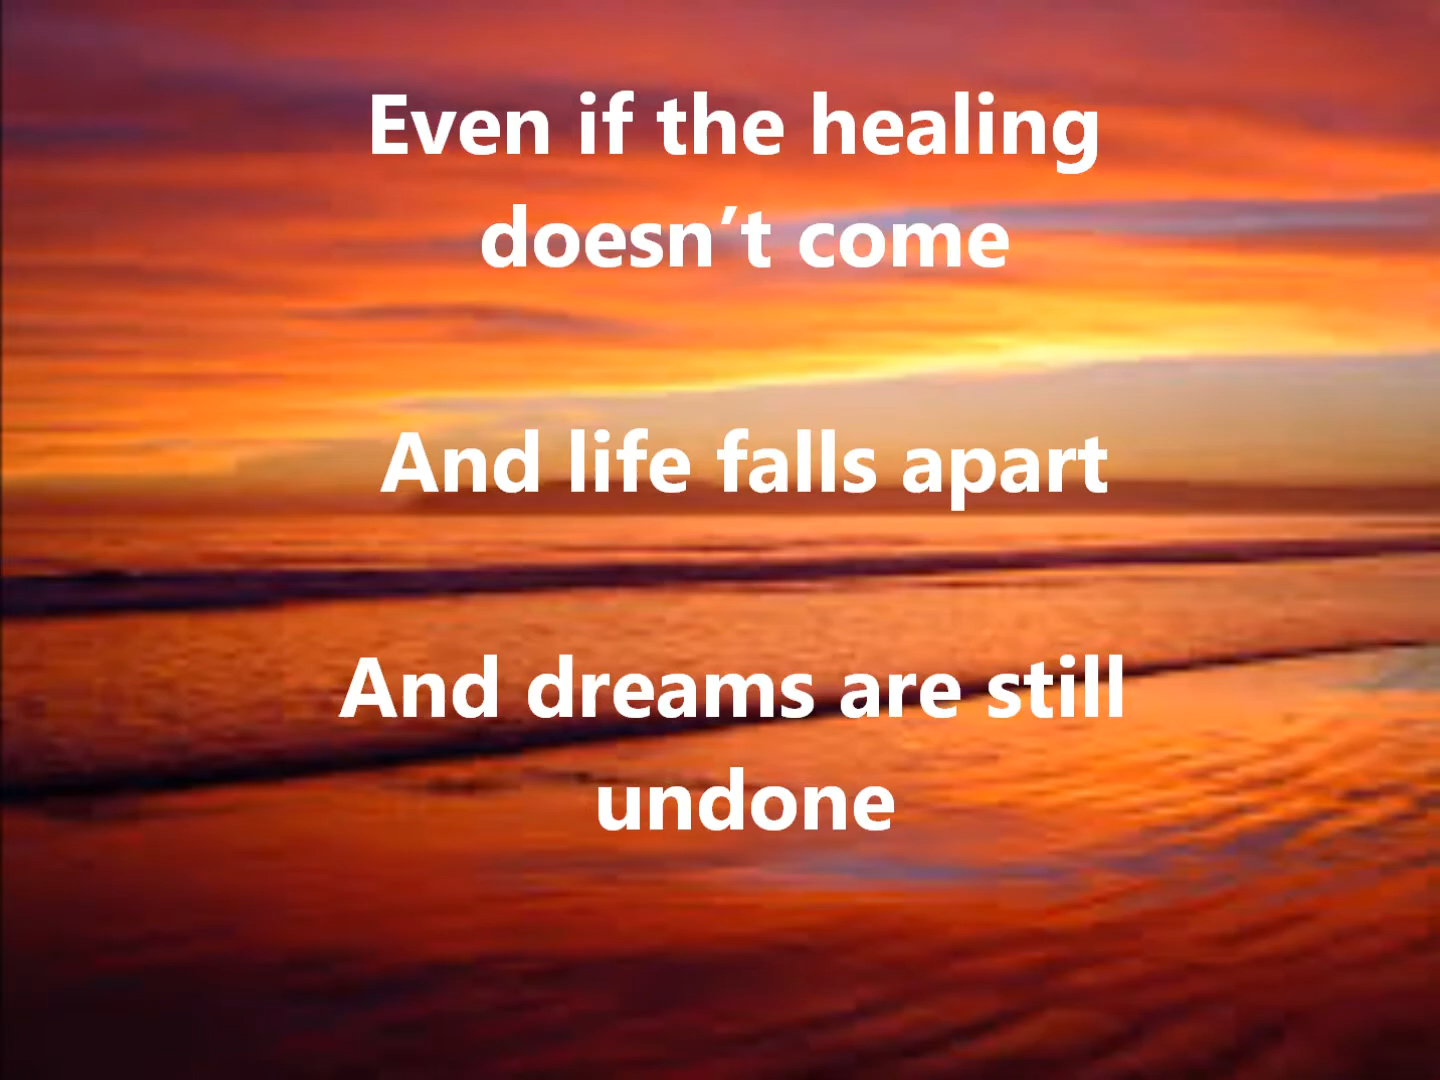 Even if the healing
doesn’t come
And life falls apart
And dreams are still
undone